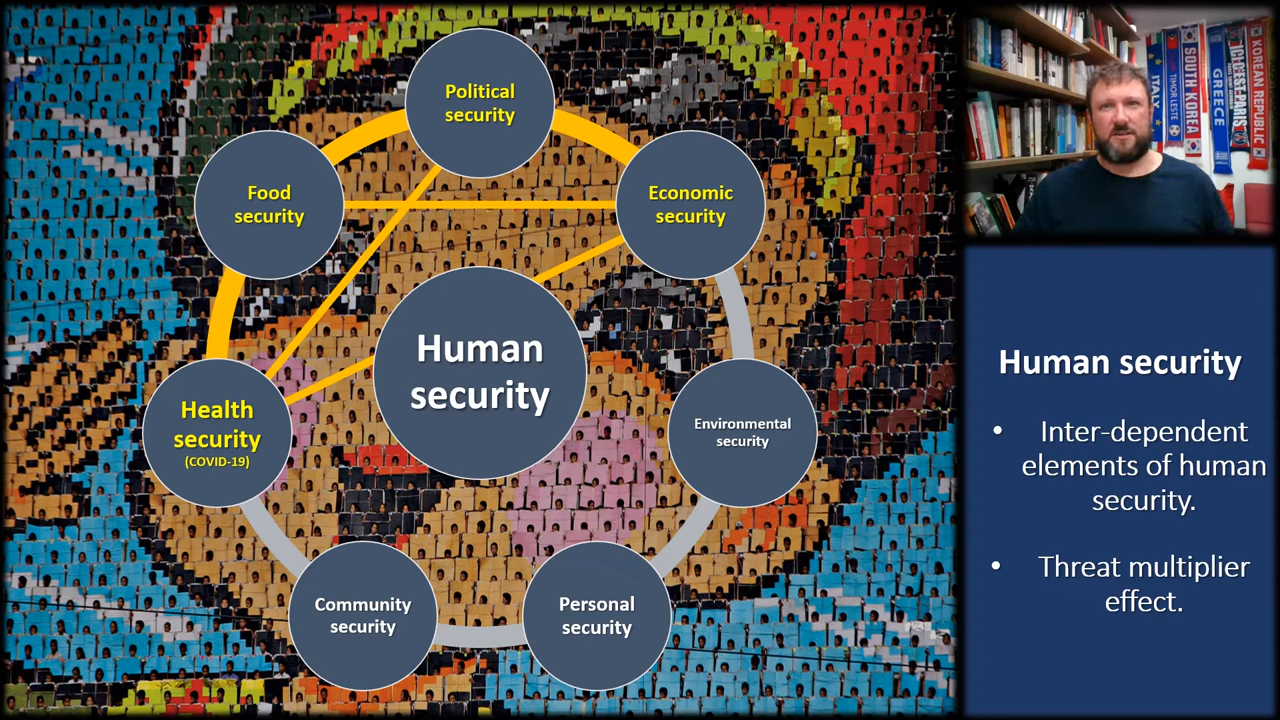 Political
security
Food
security
Economic
security
Human
security
Health
security
(COVID-19)
Environmental
security
Community
security
Personal
security
ITALY
TIMOR LESTE
SOUTH KOREA
GREECE
KOREAN REPUBLIC
Human security
• Inter-dependent
elements of human
security.
• Threat multiplier
effect.